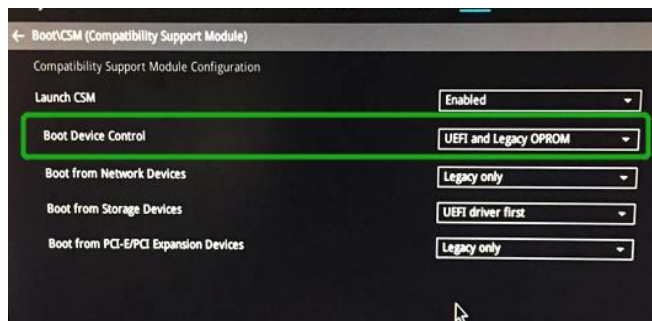 Boot\CSM (Compatibility Support Module)
Compatibility Support Module Configuration
Launch CSM Enabled
Boot Device Control UEFI and Legacy OPROM
Boot from Network Devices Legacy only
Boot from Storage Devices UEFI driver first
Boot from PCI-E/PCI Expansion Devices Legacy only